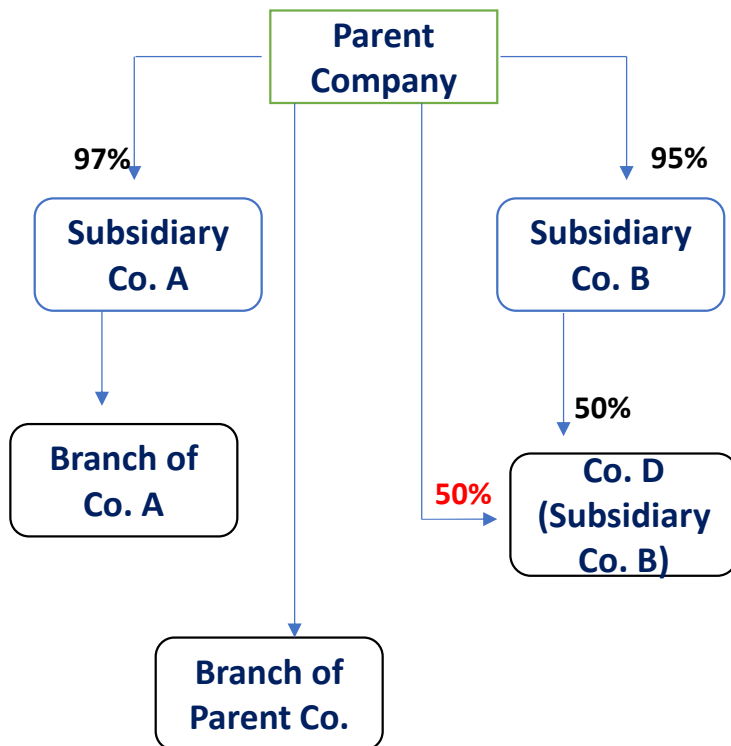 Parent
Company
97%
95%
Subsidiary
Co. A
Subsidiary
Co. B
50%
Branch of
Co. A
50%
Co. D
(Subsidiary
Co. B)
Branch of
Parent Co.